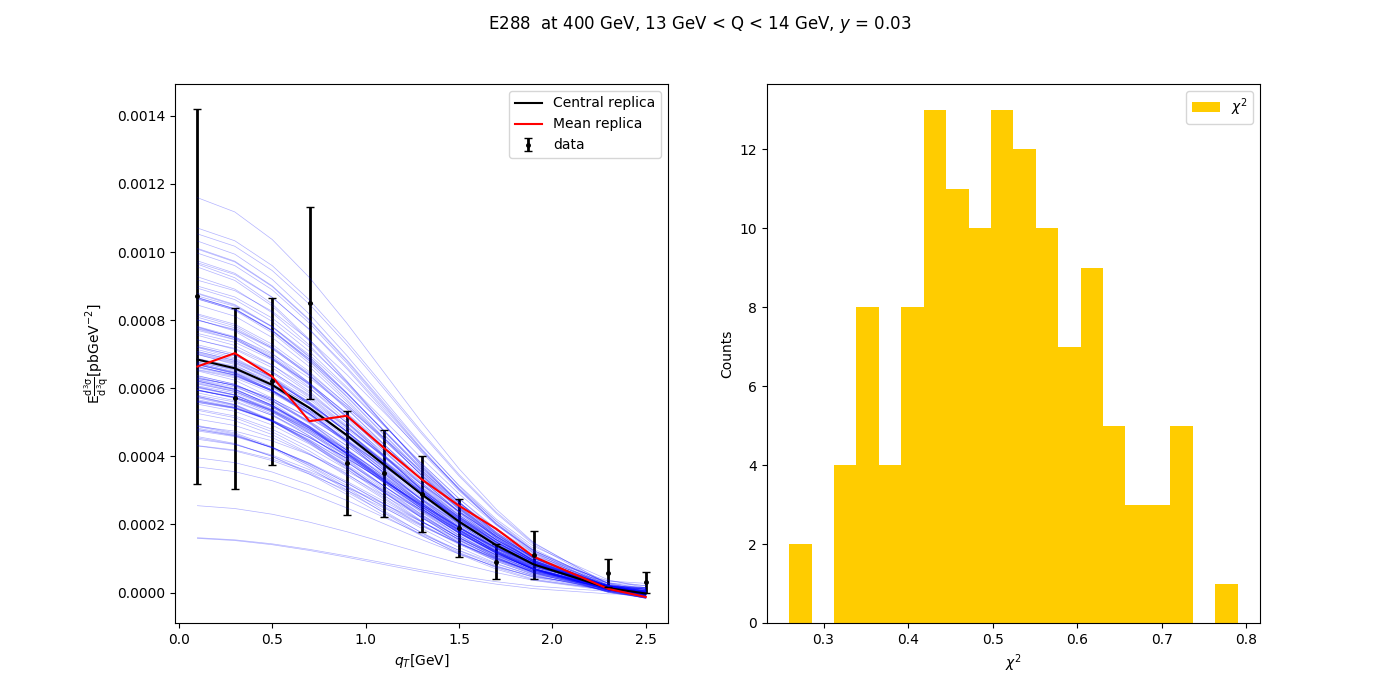 E288 at 400 GeV, 13 GeV < Q < 14 GeV, y = 0.03
Central replica
Mean replica
data
0.0014
0.0012
0.0010
0.0008
0.0006
0.0004
0.0002
0.0000
E d³σ/d³q [pbGeV⁻²]
0.0 0.5 1.0 1.5 2.0 2.5
q_T[GeV]
χ²
12
10
8
6
4
2
0
Counts
0.3 0.4 0.5 0.6 0.7 0.8
χ²